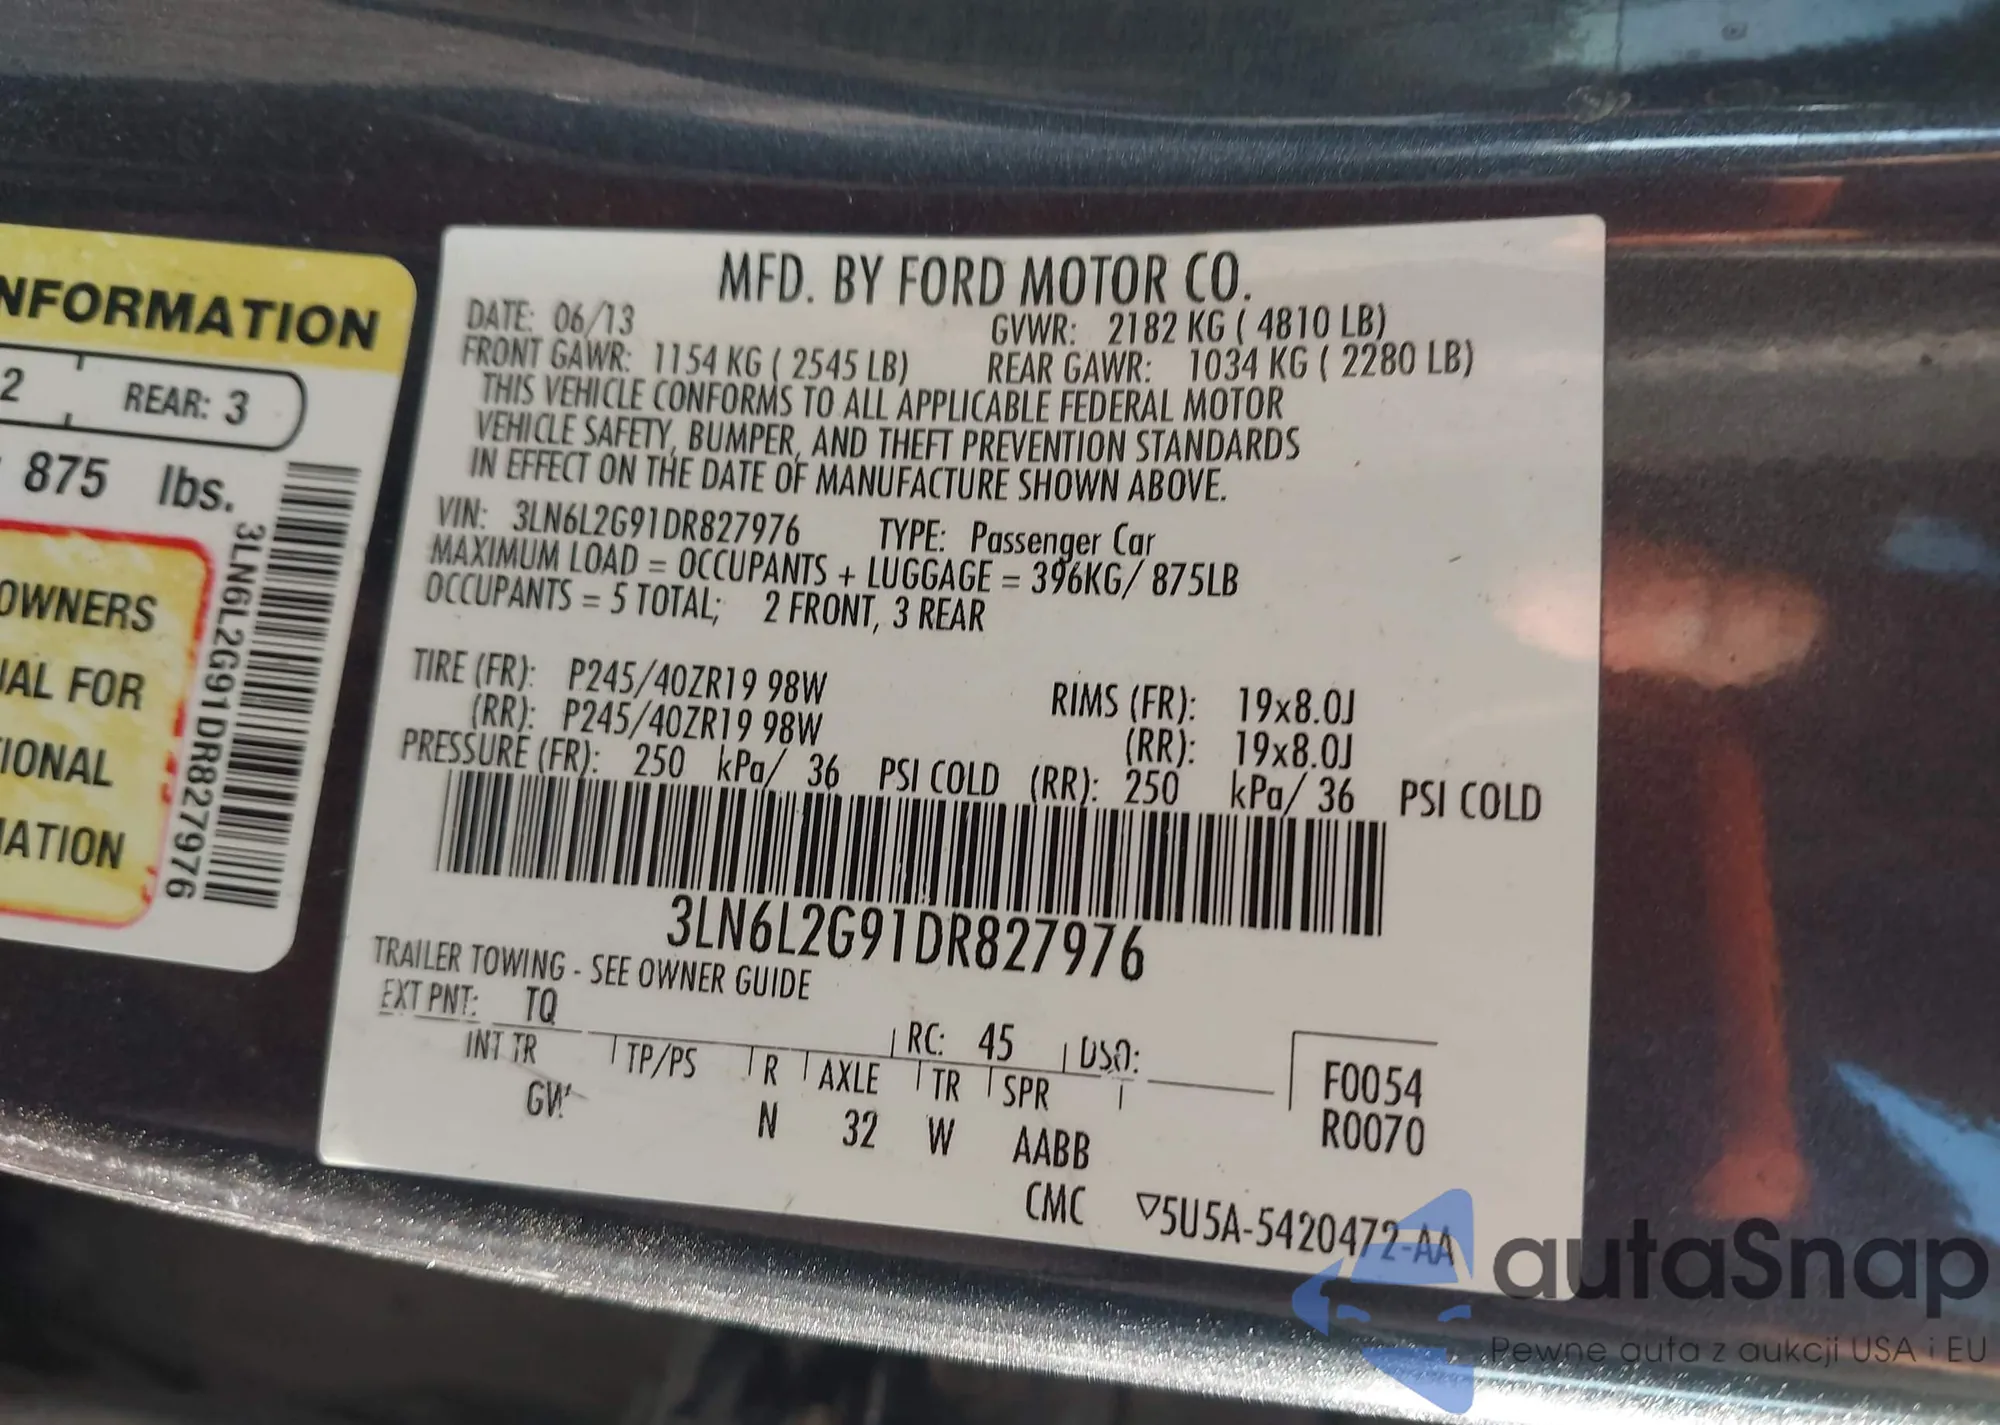 NFORMATION
2 REAR: 3
875 lbs.
OWNERS
FOR
IONAL
3LN6L2G91DR827976
MFD. BY FORD MOTOR CO.
DATE: 06/13 GVWR: 2182 KG ( 4810 LB)
FRONT GAWR: 1154 KG ( 2545 LB) REAR GAWR: 1034 KG ( 2280 LB)
THIS VEHICLE CONFORMS TO ALL APPLICABLE FEDERAL MOTOR
VEHICLE SAFETY, BUMPER, AND THEFT PREVENTION STANDARDS
IN EFFECT ON THE DATE OF MANUFACTURE SHOWN ABOVE.
VIN: 3LN6L2G91DR827976 TYPE: Passenger Car
MAXIMUM LOAD = OCCUPANTS + LUGGAGE = 396KG/ 875LB
OCCUPANTS = 5 TOTAL; 2 FRONT, 3 REAR
TIRE (FR): P245/40ZR19 98W RIMS (FR): 19x8.0J
(RR): P245/40ZR19 98W (RR): 19x8.0J
PRESSURE (FR): 250 kPa/ 36 PSI COLD (RR): 250 kPa/ 36 PSI COLD
3LN6L2G91DR827976
TRAILER TOWING - SEE OWNER GUIDE
EXT PNT: TQ RC: 45 DSO:
INT TR TP/PS R AXLE TR SPR F0054
GW N 32 W AABB R0070
CMC ▽5U5A-5420472-AA
autaSnap
Pewne auta z aukcji USA i EU